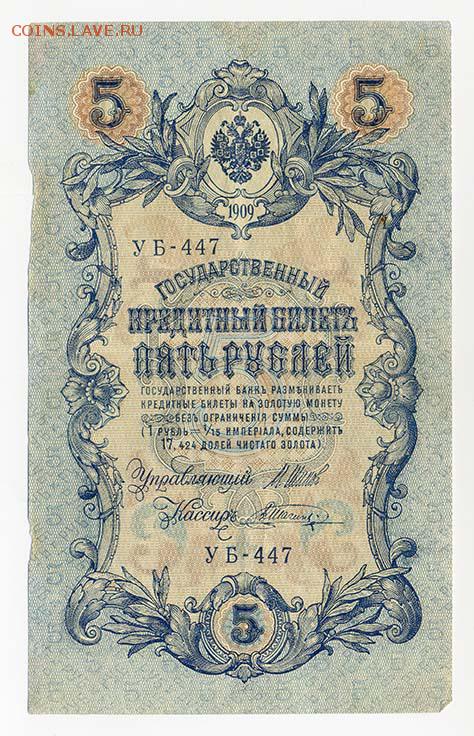 COINS.LAVE.RU
5 5
1909
УБ-447
ГОСУДАРСТВЕННЫЙ
КРЕДИТНЫЙ БИЛЕТЪ
ПЯТЬ РУБЛЕЙ
ГОСУДАРСТВЕННЫЙ БАНКЪ РАЗМѢНИВАЕТЪ
КРЕДИТНЫЕ БИЛЕТЫ НА ЗОЛОТУЮ МОНЕТУ
БЕЗЪ ОГРАНИЧЕНІЯ СУММЫ
(1 РУБЛЬ = 1/15 ИМПЕРІАЛА, СОДЕРЖИТЪ
17,424 ДОЛЕЙ ЧИСТАГО ЗОЛОТА)
Управляющій
Кассиръ
УБ-447
5